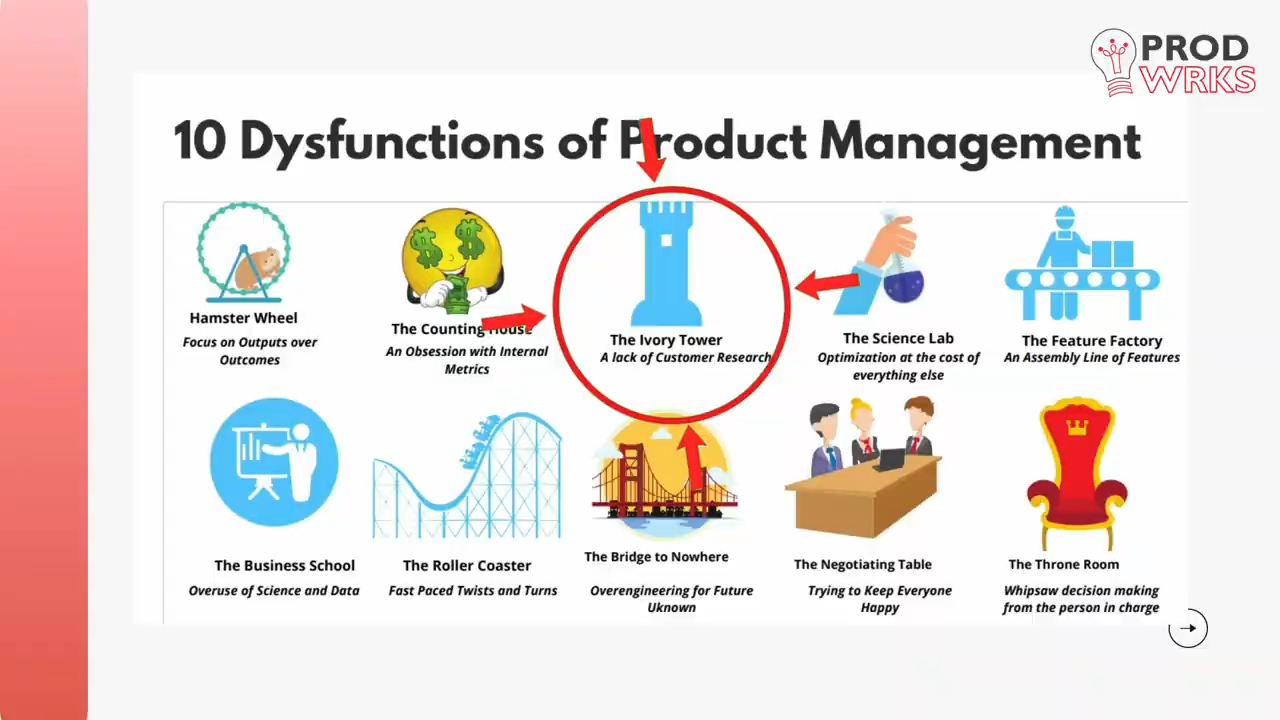 PROD
WRKS
10 Dysfunctions of Product Management
Hamster Wheel
Focus on Outputs over
Outcomes
The Counting House
An Obsession with Internal
Metrics
The Ivory Tower
A lack of Customer Research
The Science Lab
Optimization at the cost of
everything else
The Feature Factory
An Assembly Line of Features
The Business School
Overuse of Science and Data
The Roller Coaster
Fast Paced Twists and Turns
The Bridge to Nowhere
Overengineering for Future
Uknown
The Negotiating Table
Trying to Keep Everyone
Happy
The Throne Room
Whipsaw decision making
from the person in charge